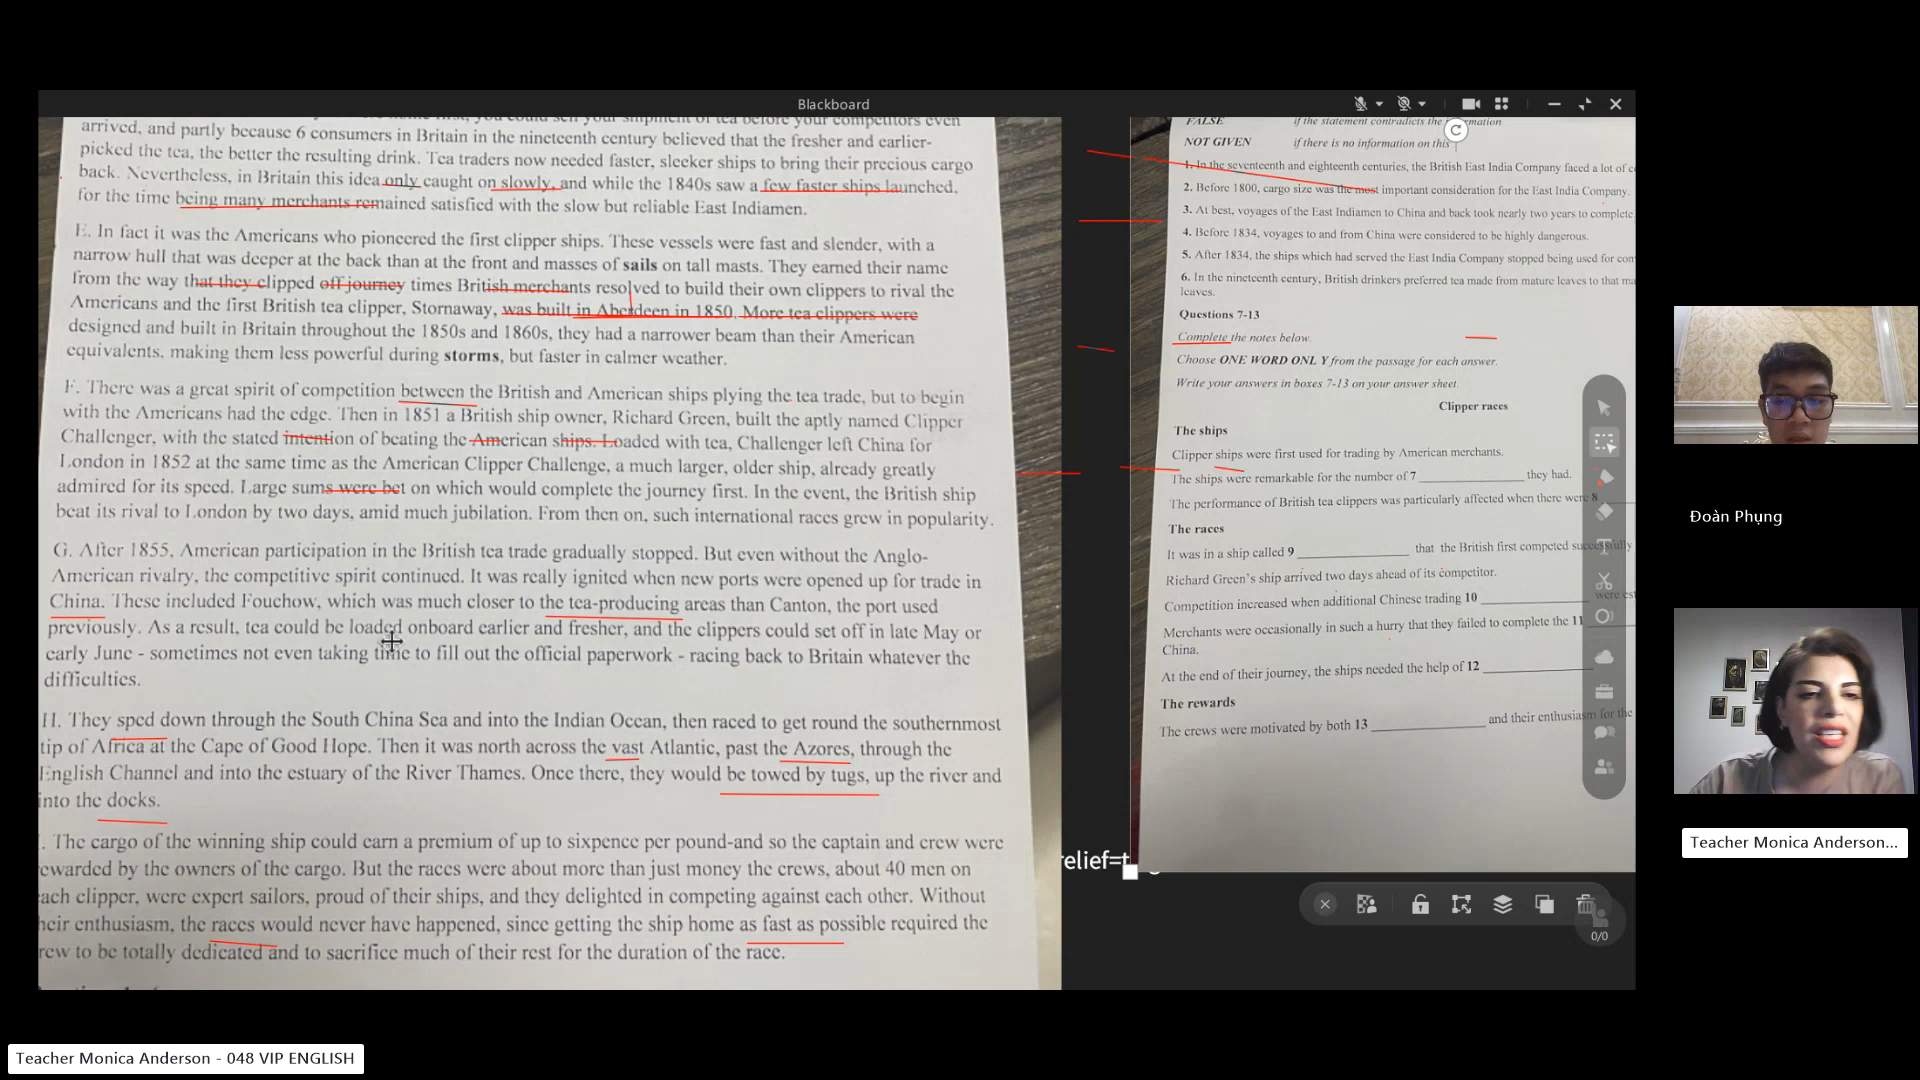 Blackboard
arrived, and partly because 6 consumers in Britain in the nineteenth century believed that the fresher and earlier-
picked the tea, the better the resulting drink. Tea traders now needed faster, sleeker ships to bring their precious cargo
back. Nevertheless, in Britain this idea only caught on slowly, and while the 1840s saw a few faster ships launched,
for the time being many merchants remained satisfied with the slow but reliable East Indiamen.
E. In fact it was the Americans who pioneered the first clipper ships. These vessels were fast and slender, with a
narrow hull that was deeper at the back than at the front and masses of sails on tall masts. They earned their name
from the way that they clipped off journey times British merchants resolved to build their own clippers to rival the
Americans and the first British tea clipper, Stornaway, was built in Aberdeen in 1850. More tea clippers were
designed and built in Britain throughout the 1850s and 1860s, they had a narrower beam than their American
equivalents, making them less powerful during storms, but faster in calmer weather.
F. There was a great spirit of competition between the British and American ships plying the tea trade, but to begin
with the Americans had the edge. Then in 1851 a British ship owner, Richard Green, built the aptly named Clipper
Challenger, with the stated intention of beating the American ships. Loaded with tea, Challenger left China for
London in 1852 at the same time as the American Clipper Challenge, a much larger, older ship, already greatly
admired for its speed. Large sums were bet on which would complete the journey first. In the event, the British ship
beat its rival to London by two days, amid much jubilation. From then on, such international races grew in popularity.
G. After 1855, American participation in the British tea trade gradually stopped. But even without the Anglo-
American rivalry, the competitive spirit continued. It was really ignited when new ports were opened up for trade in
China. These included Fouchow, which was much closer to the tea-producing areas than Canton, the port used
previously. As a result, tea could be loaded onboard earlier and fresher, and the clippers could set off in late May or
early June - sometimes not even taking time to fill out the official paperwork - racing back to Britain whatever the
difficulties.
H. They sped down through the South China Sea and into the Indian Ocean, then raced to get round the southernmost
tip of Africa at the Cape of Good Hope. Then it was north across the vast Atlantic, past the Azores, through the
English Channel and into the estuary of the River Thames. Once there, they would be towed by tugs, up the river and
into the docks.
. The cargo of the winning ship could earn a premium of up to sixpence per pound-and so the captain and crew were
ewarded by the owners of the cargo. But the races were about more than just money the crews, about 40 men on
ach clipper, were expert sailors, proud of their ships, and they delighted in competing against each other. Without
heir enthusiasm, the races would never have happened, since getting the ship home as fast as possible required the
rew to be totally dedicated and to sacrifice much of their rest for the duration of the race.
FALSE if the statement contradicts the
NOT GIVEN if there is no information on this
1. In the seventeenth and eighteenth centuries, the British East India Company faced a lot of
2. Before 1800, cargo size was the most important consideration for the East India Company.
3. At best, voyages of the East Indiamen to China and back took nearly two years to complete.
4. Before 1834, voyages to and from China were considered to be highly dangerous.
5. After 1834, the ships which had served the East India Company stopped being used for com
6. In the nineteenth century, British drinkers preferred tea made from mature leaves to that ma
leaves.
Questions 7-13
Complete the notes below.
Choose ONE WORD ONL Y from the passage for each answer.
Write your answers in boxes 7-13 on your answer sheet.
Clipper races
The ships
Clipper ships were first used for trading by American merchants.
The ships were remarkable for the number of 7 ____________ they had.
The performance of British tea clippers was particularly affected when there were 8
The races
It was in a ship called 9 ____________ that the British first competed successfully
Richard Green's ship arrived two days ahead of its competitor.
Competition increased when additional Chinese trading 10 ____________ were est
Merchants were occasionally in such a hurry that they failed to complete the 11
China.
At the end of their journey, the ships needed the help of 12 ____________
The rewards
The crews were motivated by both 13 ____________ and their enthusiasm for the
elief=t
0/0
Đoàn Phụng
Teacher Monica Anderson...
Teacher Monica Anderson - 048 VIP ENGLISH